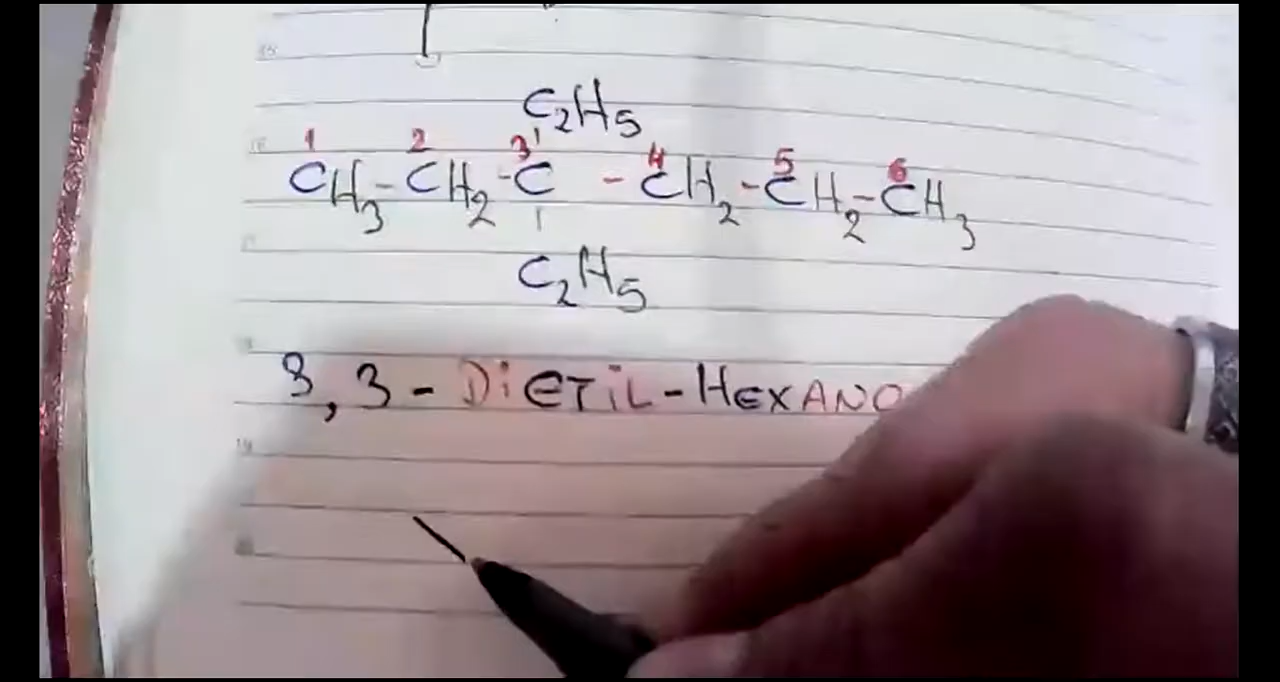 C2H5
1 2 3 4 5 6
CH3-CH2-C-CH2-CH2-CH3
C2H5
3,3-DiETiL-HEXANO